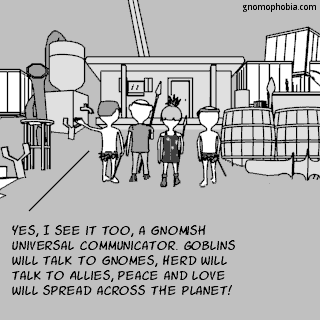 gnomophobia.com
YES, I SEE IT TOO, A GNOMISH
UNIVERSAL COMMUNICATOR. GOBLINS
WILL TALK TO GNOMES, HERD WILL
TALK TO ALLIES, PEACE AND LOVE
WILL SPREAD ACROSS THE PLANET!